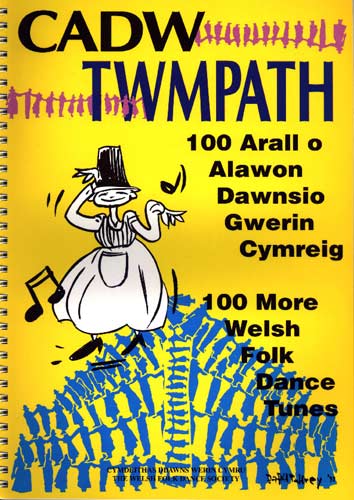 CADW
TWMPATH
100 Arall o
Alawon
Dawnsio
Gwerin
Cymreig
100 More
Welsh
Folk
Dance
Tunes
CYMDEITHAS DDAWNS WERIN CYMRU
THE WELSH FOLK DANCE SOCIETY